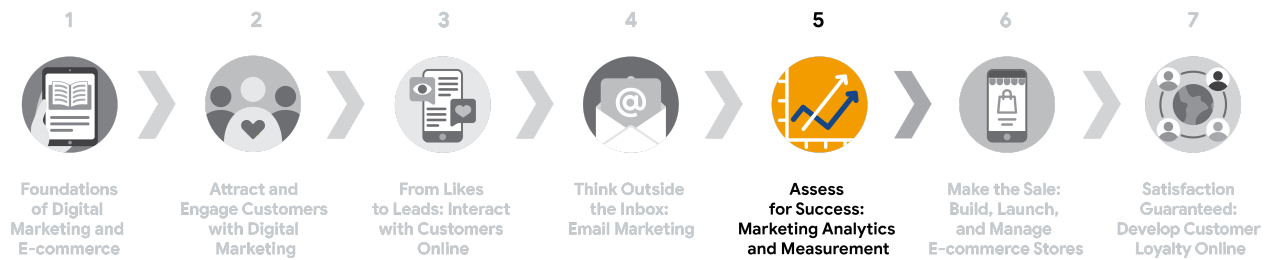 1
2
3
4
5
6
7
@
Foundations
of Digital
Marketing and
E-commerce
Attract and
Engage Customers
with Digital
Marketing
From Likes
to Leads: Interact
with Customers
Online
Think Outside
the Inbox:
Email Marketing
Assess
for Success:
Marketing Analytics
and Measurement
Make the Sale:
Build, Launch,
and Manage
E-commerce Stores
Satisfaction
Guaranteed:
Develop Customer
Loyalty Online